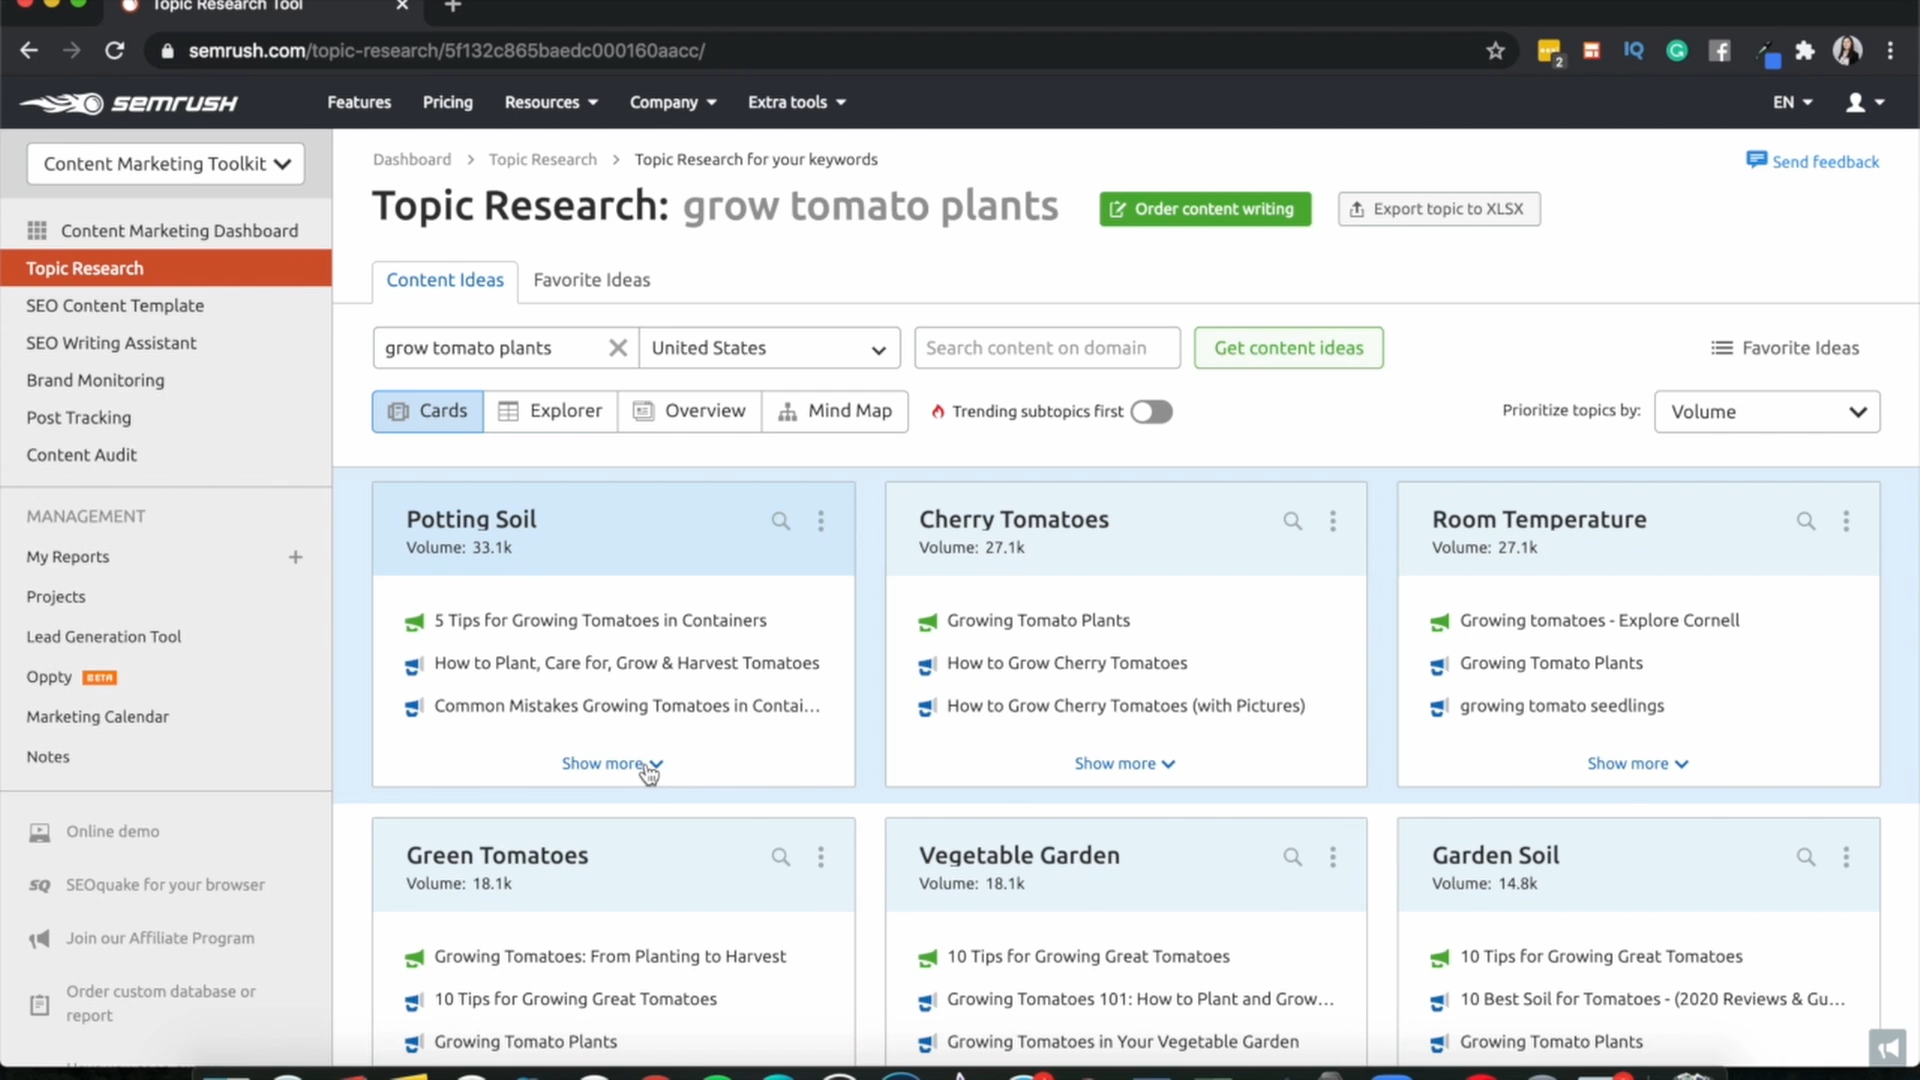 Topic Research Tool
semrush.com/topic-research/5f132c865baedc000160aacc/
2
IQ
SEMRUSH
Features
Pricing
Resources
Company
Extra tools
EN
Content Marketing Toolkit
Content Marketing Dashboard
Topic Research
SEO Content Template
SEO Writing Assistant
Brand Monitoring
Post Tracking
Content Audit
MANAGEMENT
My Reports
Projects
Lead Generation Tool
Oppty BETA
Marketing Calendar
Notes
Online demo
SQ SEOquake for your browser
Join our Affiliate Program
Order custom database or
report
Dashboard > Topic Research > Topic Research for your keywords
Send feedback
Topic Research: grow tomato plants
Order content writing
Export topic to XLSX
Content Ideas
Favorite Ideas
grow tomato plants
United States
Search content on domain
Get content ideas
Favorite Ideas
Cards
Explorer
Overview
Mind Map
Trending subtopics first
Prioritize topics by:
Volume
Potting Soil
Volume: 33.1k
5 Tips for Growing Tomatoes in Containers
How to Plant, Care for, Grow & Harvest Tomatoes
Common Mistakes Growing Tomatoes in Contai...
Show more
Cherry Tomatoes
Volume: 27.1k
Growing Tomato Plants
How to Grow Cherry Tomatoes
How to Grow Cherry Tomatoes (with Pictures)
Show more
Room Temperature
Volume: 27.1k
Growing tomatoes - Explore Cornell
Growing Tomato Plants
growing tomato seedlings
Show more
Green Tomatoes
Volume: 18.1k
Growing Tomatoes: From Planting to Harvest
10 Tips for Growing Great Tomatoes
Growing Tomato Plants
Vegetable Garden
Volume: 18.1k
10 Tips for Growing Great Tomatoes
Growing Tomatoes 101: How to Plant and Grow...
Growing Tomatoes in Your Vegetable Garden
Garden Soil
Volume: 14.8k
10 Tips for Growing Great Tomatoes
10 Best Soil for Tomatoes - (2020 Reviews & Gu...
Growing Tomato Plants